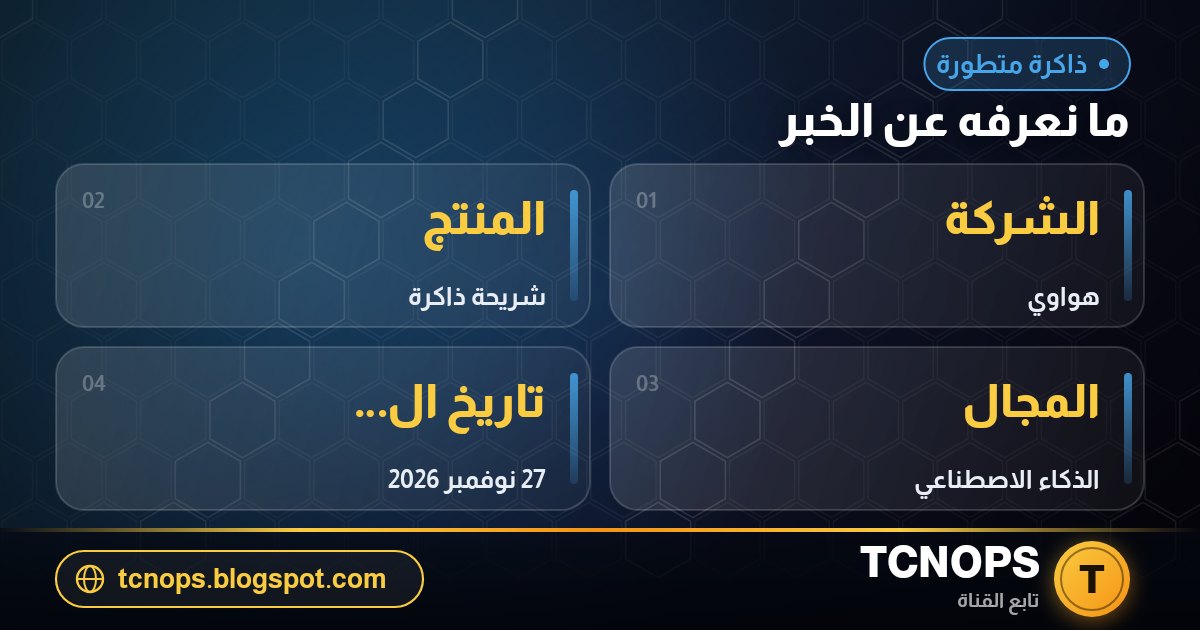 ذاكرة متطورة
ما نعرفه عن الخبر
01
الشركة
هواوي
02
المنتج
شريحة ذاكرة
03
المجال
الذكاء الاصطناعي
04
تاريخ ال...
27 نوفمبر 2026
T
TCNOPS
تابع القناة
tcnops.blogspot.com